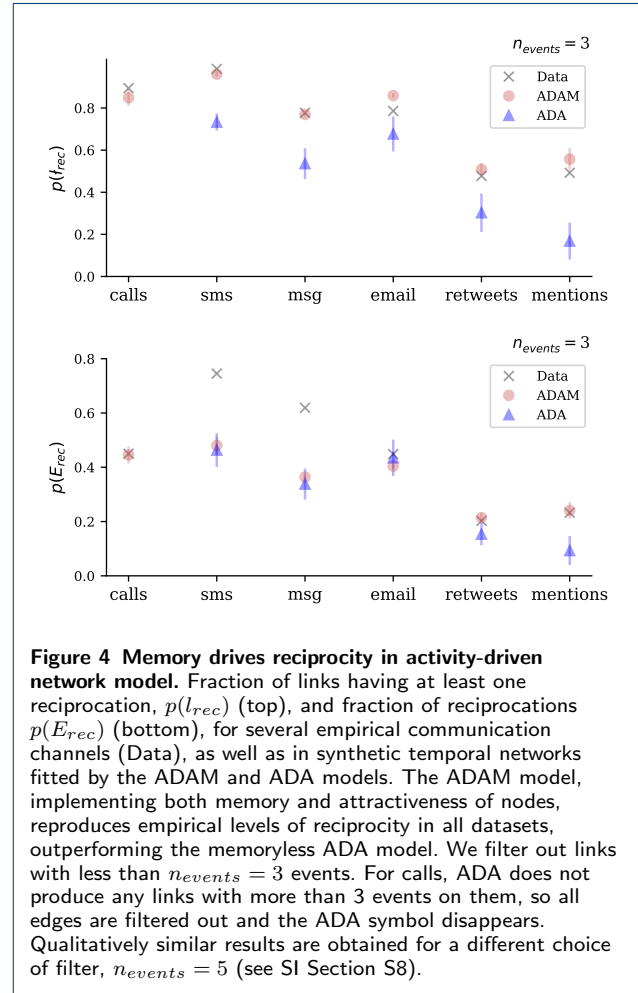 n_events = 3
Data
ADAM
ADA
p(ł_rec)
0.8
0.6
0.4
0.2
0.0
calls sms msg email retweets mentions
n_events = 3
Data
ADAM
ADA
p(E_rec)
0.8
0.6
0.4
0.2
0.0
calls sms msg email retweets mentions
Figure 4 Memory drives reciprocity in activity-driven
network model. Fraction of links having at least one
reciprocation, p(l_rec) (top), and fraction of reciprocations
p(E_rec) (bottom), for several empirical communication
channels (Data), as well as in synthetic temporal networks
fitted by the ADAM and ADA models. The ADAM model,
implementing both memory and attractiveness of nodes,
reproduces empirical levels of reciprocity in all datasets,
outperforming the memoryless ADA model. We filter out links
with less than n_events = 3 events. For calls, ADA does not
produce any links with more than 3 events on them, so all
edges are filtered out and the ADA symbol disappears.
Qualitatively similar results are obtained for a different choice
of filter, n_events = 5 (see SI Section S8).